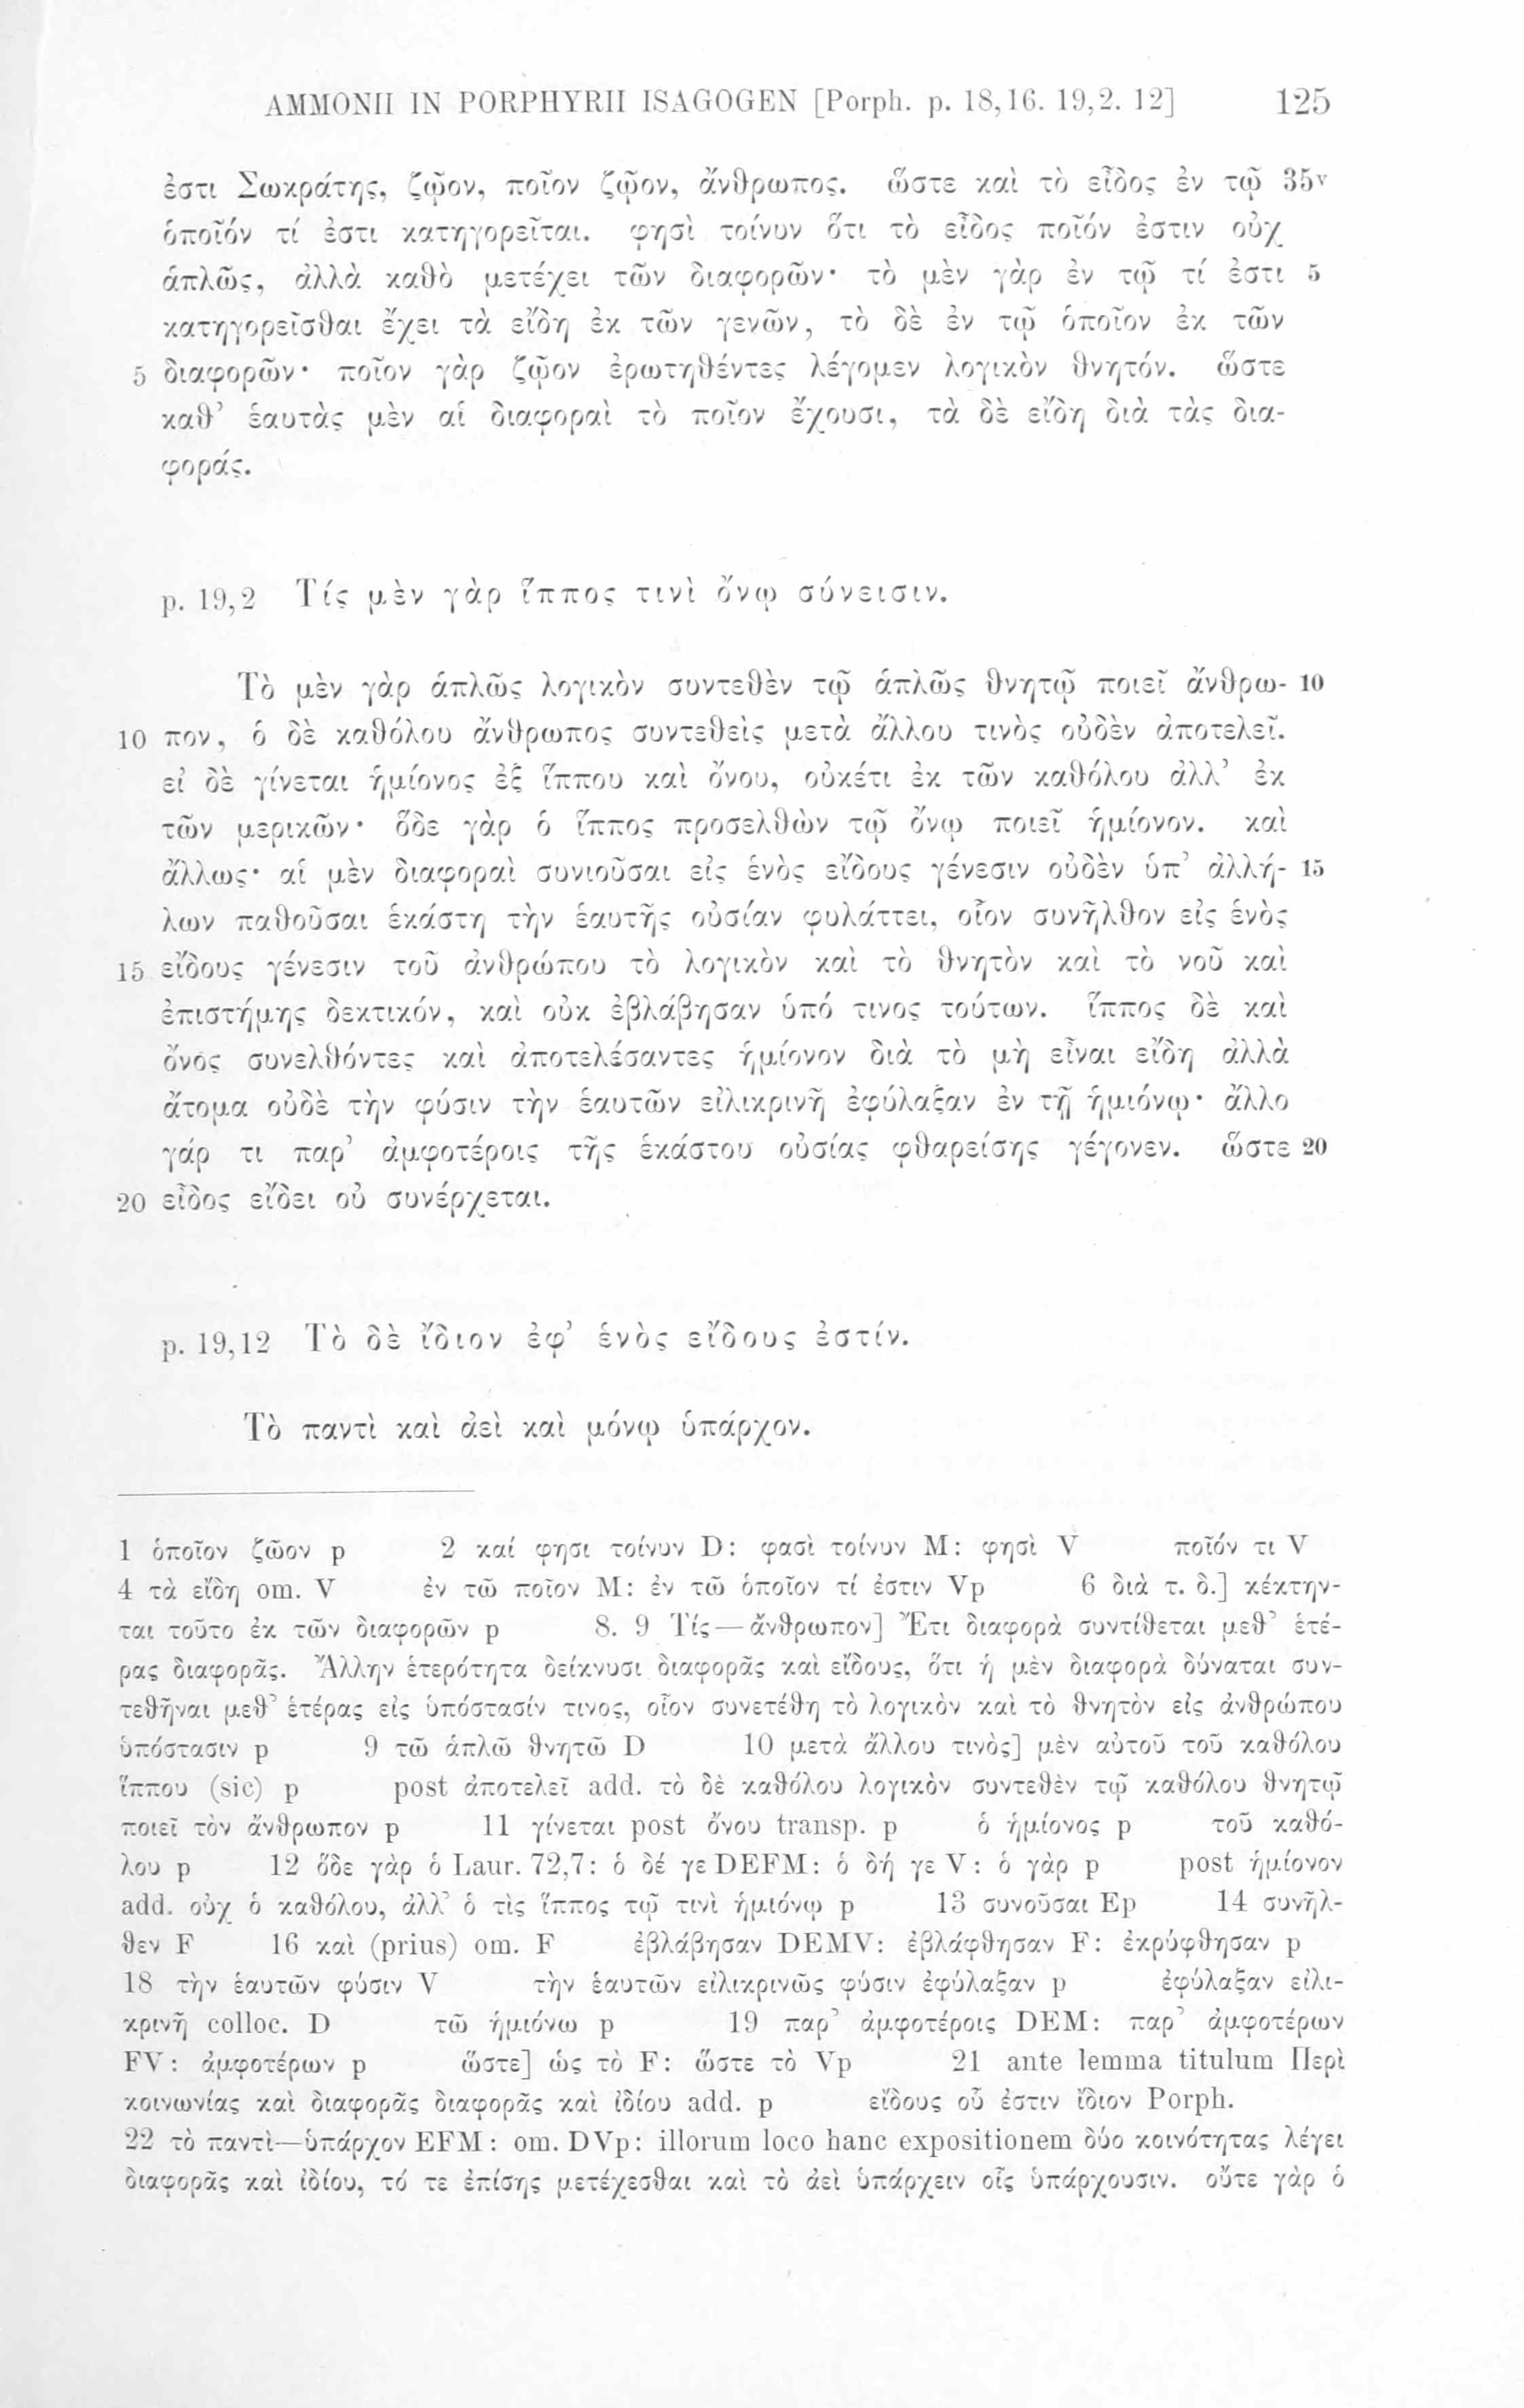 AMMONII IN PORPHYRII ISAGOGEN [Porph. p. 18,16. 19,2. 12] 125
ἐστι Σωκράτης, ζῷον, ποῖον ζῷον, ἄνθρωπος. ὥστε καὶ τὸ εἶδος ἐν τῷ 35v
ὁποῖόν τί ἐστι κατηγορεῖται. φησὶ τοίνυν ὅτι τὸ εἶδος ποῖόν ἐστιν οὐχ
ἁπλῶς, ἀλλὰ καθὸ μετέχει τῶν διαφορῶν· τὸ μὲν γὰρ ἐν τῷ τί ἐστι 5
κατηγορεῖσθαι ἔχει τὰ εἴδη ἐκ τῶν γενῶν, τὸ δὲ ἐν τῷ ὁποῖον ἐκ τῶν
5 διαφορῶν· ποῖον γὰρ ζῷον ἐρωτηθέντες λέγομεν λογικὸν θνητόν. ὥστε
καθ’ ἑαυτὰς μὲν αἱ διαφοραὶ τὸ ποῖον ἔχουσι, τὰ δὲ εἴδη διὰ τὰς δια-
φοράς.
p. 19,2 Τίς μὲν γὰρ ἵππος τινὶ ὄνῳ σύνεισιν.
Τὸ μὲν γὰρ ἁπλῶς λογικὸν συντεθὲν τῷ ἁπλῶς θνητῷ ποιεῖ ἄνθρω- 10
10 πον, ὁ δὲ καθόλου ἄνθρωπος συντεθεὶς μετὰ ἄλλου τινὸς οὐδὲν ἀποτελεῖ.
εἰ δὲ γίνεται ἡμίονος ἐξ ἵππου καὶ ὄνου, οὐκέτι ἐκ τῶν καθόλου ἀλλ’ ἐκ
τῶν μερικῶν· ὅδε γὰρ ὁ ἵππος προσελθὼν τῷ ὄνῳ ποιεῖ ἡμίονον. καὶ
ἄλλως· αἱ μὲν διαφοραὶ συνιοῦσαι εἰς ἑνὸς εἴδους γένεσιν οὐδὲν ὑπ’ ἀλλή- 15
λων παθοῦσαι ἑκάστη τὴν ἑαυτῆς οὐσίαν φυλάττει, οἷον συνῆλθον εἰς ἑνὸς
15 εἴδους γένεσιν τοῦ ἀνθρώπου τὸ λογικὸν καὶ τὸ θνητὸν καὶ τὸ νοῦ καὶ
ἐπιστήμης δεκτικόν, καὶ οὐκ ἐβλάβησαν ὑπό τινος τούτων. ἵππος δὲ καὶ
ὄνος συνελθόντες καὶ ἀποτελέσαντες ἡμίονον διὰ τὸ μὴ εἶναι εἴδη ἀλλὰ
ἄτομα οὐδὲ τὴν φύσιν τὴν ἑαυτῶν εἰλικρινῆ ἐφύλαξαν ἐν τῇ ἡμιόνῳ· ἄλλο
γάρ τι παρ’ ἀμφοτέροις τῆς ἑκάστου οὐσίας φθαρείσης γέγονεν. ὥστε 20
20 εἶδος εἴδει οὐ συνέρχεται.
p. 19,12 Τὸ δὲ ἴδιον ἐφ’ ἑνὸς εἴδους ἐστίν.
Τὸ παντὶ καὶ ἀεὶ καὶ μόνῳ ὑπάρχον.
1 ὁποῖον ζῶον p 2 καί φησι τοίνυν D: φασὶ τοίνυν M: φησὶ V ποῖόν τι V
4 τὰ εἴδη om. V ἐν τῶ ποῖον M: ἐν τῶ ὁποῖον τί ἐστιν Vp 6 διὰ τ. δ.] κέκτην-
ται τοῦτο ἐκ τῶν διαφορῶν p 8. 9 Τίς—ἄνθρωπον] Ἔτι διαφορὰ συντίθεται μεθ’ ἑτέ-
ρας διαφορᾶς. Ἄλλην ἑτερότητα δείκνυσι διαφορᾶς καὶ εἴδους, ὅτι ἡ μὲν διαφορὰ δύναται συν-
τεθῆναι μεθ’ ἑτέρας εἰς ὑπόστασίν τινος, οἷον συνετέθη τὸ λογικὸν καὶ τὸ θνητὸν εἰς ἀνθρώπου
ὑπόστασιν p 9 τῶ ἁπλῶ θνητῶ D 10 μετὰ ἄλλου τινὸς] μὲν αὐτοῦ τοῦ καθόλου
ἵππου (sic) p post ἀποτελεῖ add. τὸ δὲ καθόλου λογικὸν συντεθὲν τῷ καθόλου θνητῷ
ποιεῖ τὸν ἄνθρωπον p 11 γίνεται post ὄνου transp. p ὁ ἡμίονος p τοῦ καθό-
λου p 12 ὅδε γὰρ ὁ Laur. 72,7: ὁ δέ γε DEFM: ὁ δή γε V: ὁ γὰρ p post ἡμίονον
add. οὐχ ὁ καθόλου, ἀλλ’ ὁ τὶς ἵππος τῷ τινὶ ἡμιόνῳ p 13 συνοῦσαι Ep 14 συνῆλ-
θεν F 16 καὶ (prius) om. F ἐβλάβησαν DEMV: ἐβλάφθησαν F: ἐκρύφθησαν p
18 τὴν ἑαυτῶν φύσιν V τὴν ἑαυτῶν εἰλικρινῶς φύσιν ἐφύλαξαν p ἐφύλαξαν εἰλι-
κρινῆ colloc. D τῶ ἡμιόνω p 19 παρ’ ἀμφοτέροις DEM: παρ’ ἀμφοτέρων
FV: ἀμφοτέρων p ὥστε] ὡς τὸ F: ὥστε τὸ Vp 21 ante lemma titulum Περὶ
κοινωνίας καὶ διαφορᾶς διαφορᾶς καὶ ἰδίου add. p εἴδους οὗ ἐστιν ἴδιον Porph.
22 τὸ παντὶ—ὑπάρχον EFM: om. DVp: illorum loco hanc expositionem δύο κοινότητας λέγει
διαφορᾶς καὶ ἰδίου, τό τε ἐπίσης μετέχεσθαι καὶ τὸ ἀεὶ ὑπάρχειν οἷς ὑπάρχουσιν. οὔτε γὰρ ὁ